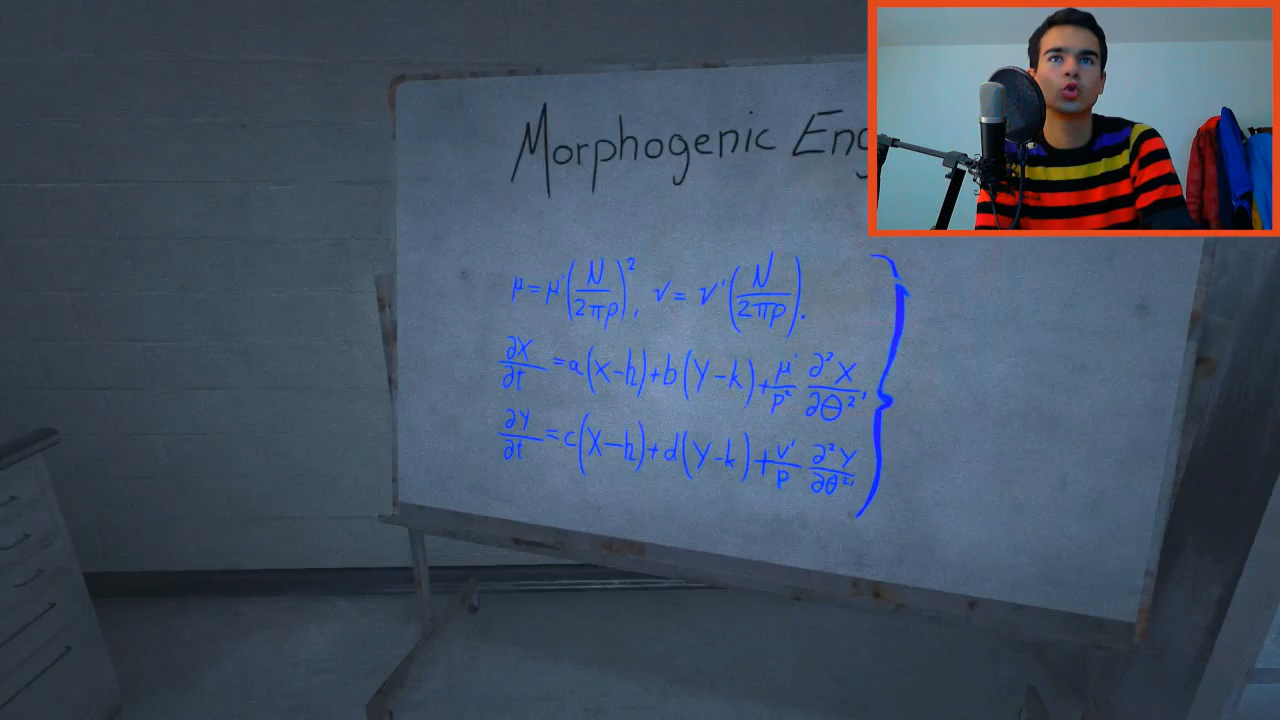 Morphogenic Eng
μ = μ'(N/2πρ)², ν = ν'(N/2πρ).
∂X/∂t = a(X-h)+b(Y-k)+μ'/ρ² ∂²X/∂θ²,
∂Y/∂t = c(X-h)+d(Y-k)+ν'/ρ ∂²Y/∂θ²,